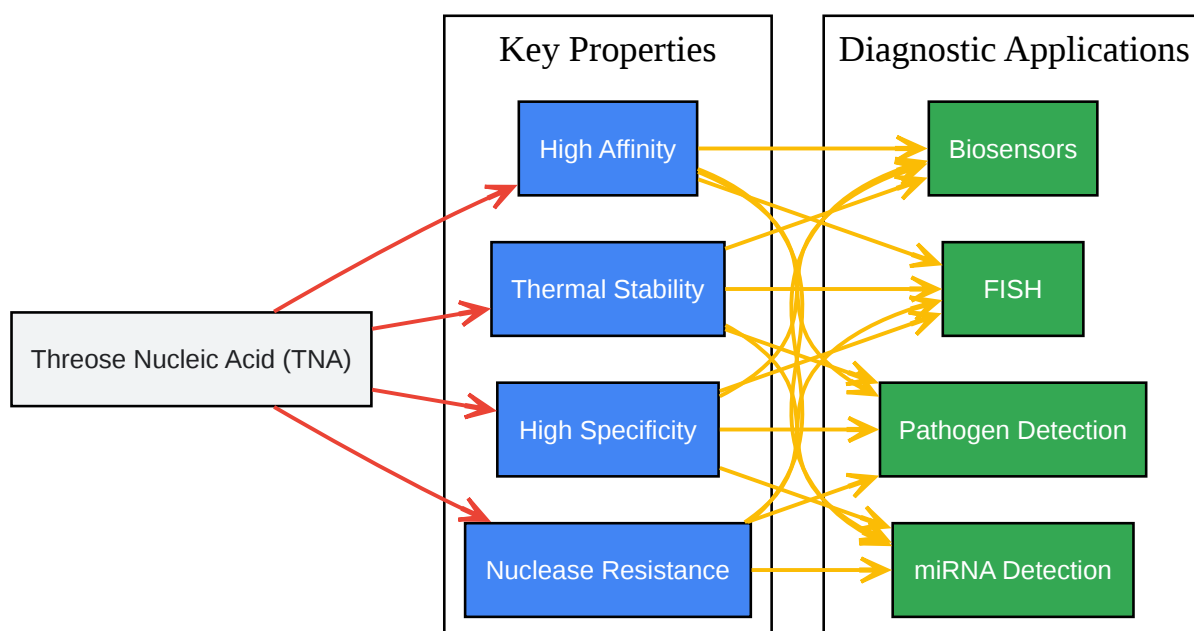 Key Properties
Diagnostic Applications
High Affinity
Biosensors
Thermal Stability
FISH
Threose Nucleic Acid (TNA)
High Specificity
Pathogen Detection
Nuclease Resistance
miRNA Detection